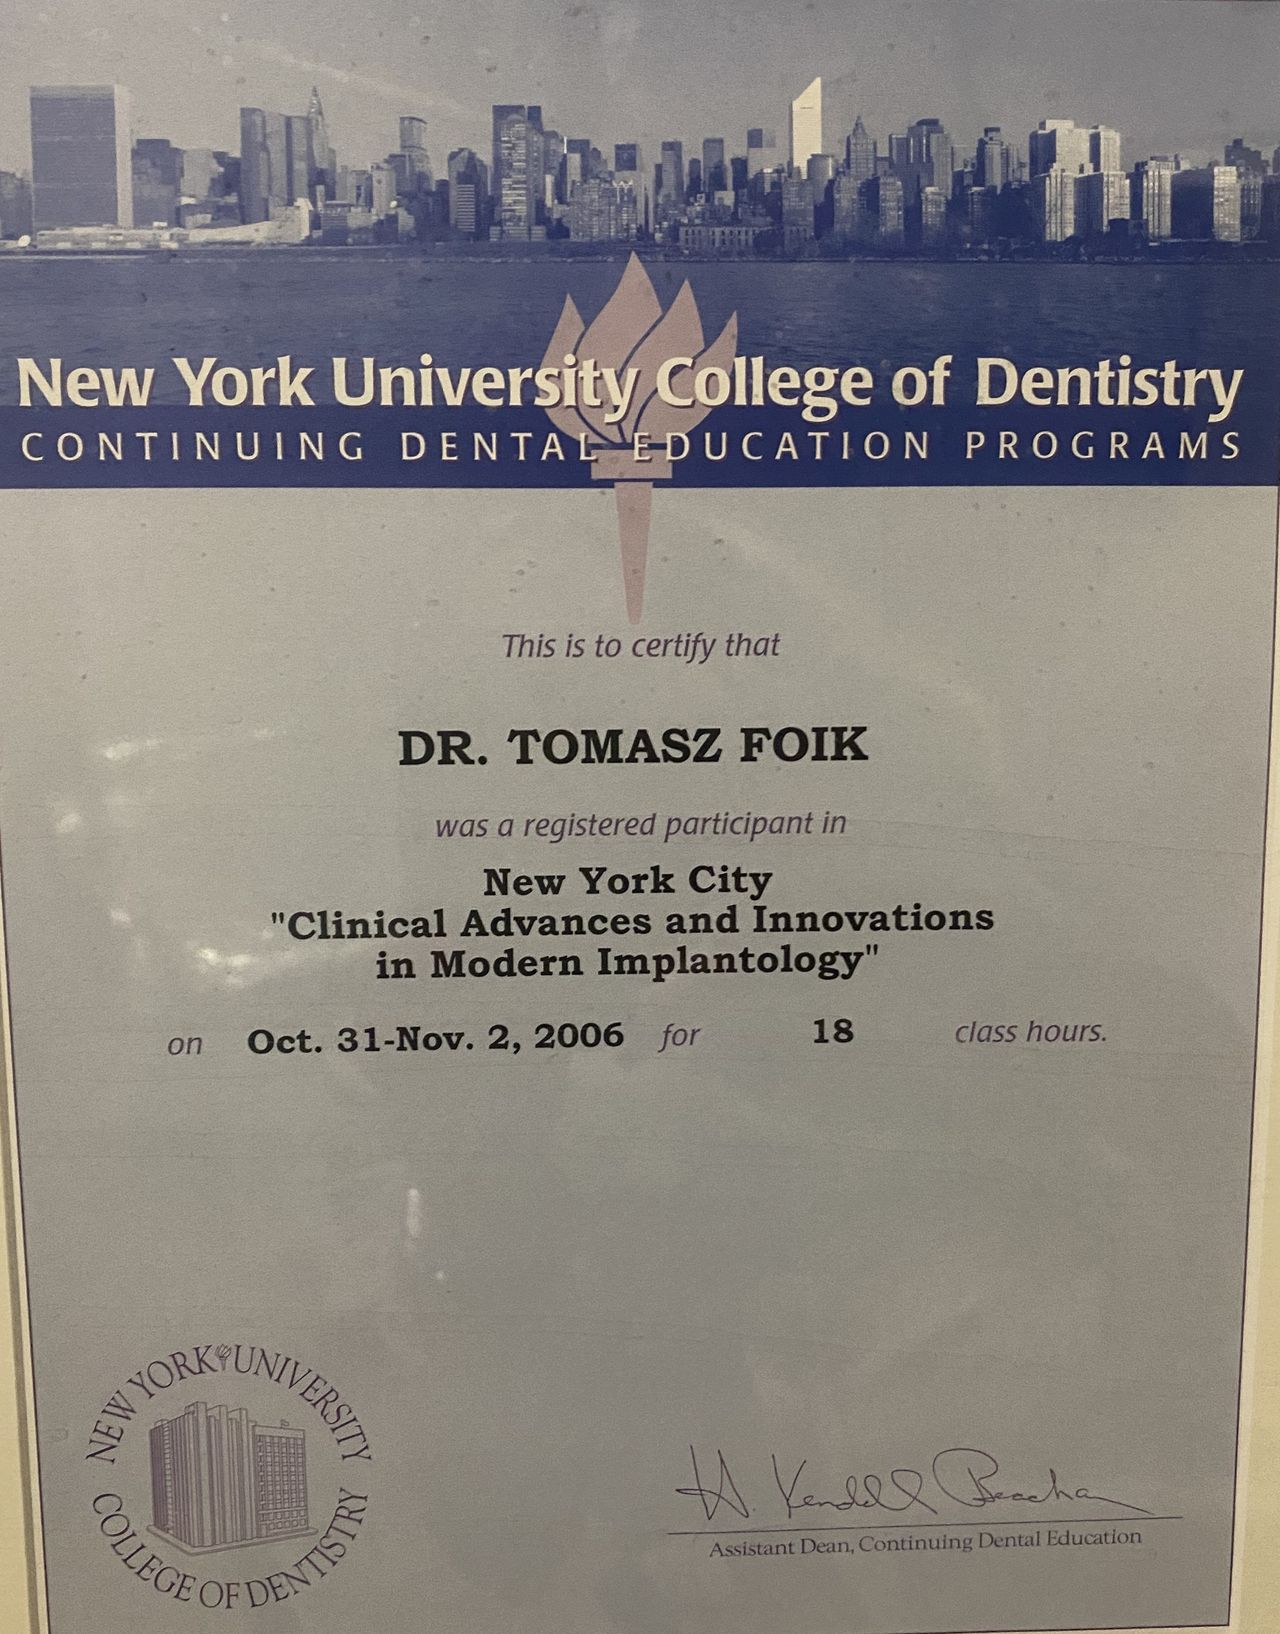 New York University College of Dentistry
CONTINUING DENTAL EDUCATION PROGRAMS
This is to certify that
DR. TOMASZ FOIK
was a registered participant in
New York City
"Clinical Advances and Innovations
in Modern Implantology"
on Oct. 31-Nov. 2, 2006 for 18 class hours.
NEW YORK UNIVERSITY
COLLEGE OF DENTISTRY
H. Kendall Beacham
Assistant Dean, Continuing Dental Education